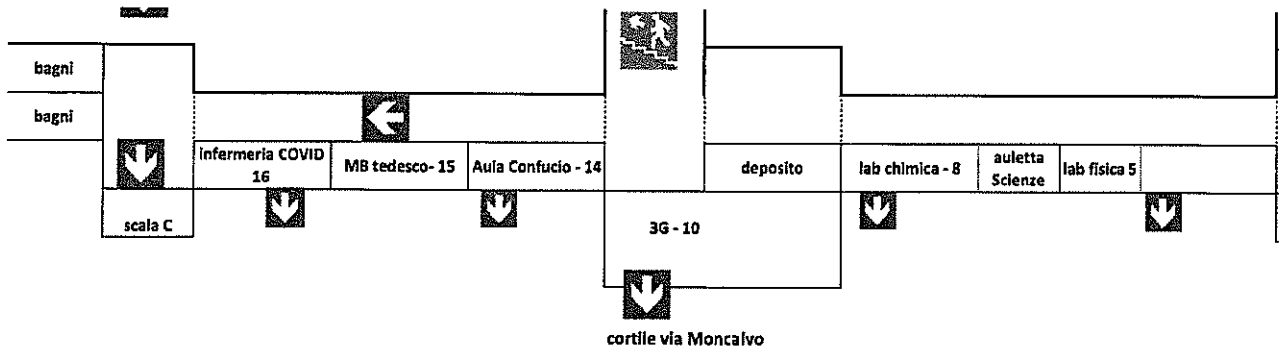 bagni
bagni
infermeria COVID
16
MB tedesco- 15
Aula Confucio - 14
deposito
lab chimica - 8
auletta
Scienze
lab fisica 5
scala C
3G - 10
cortile via Moncalvo